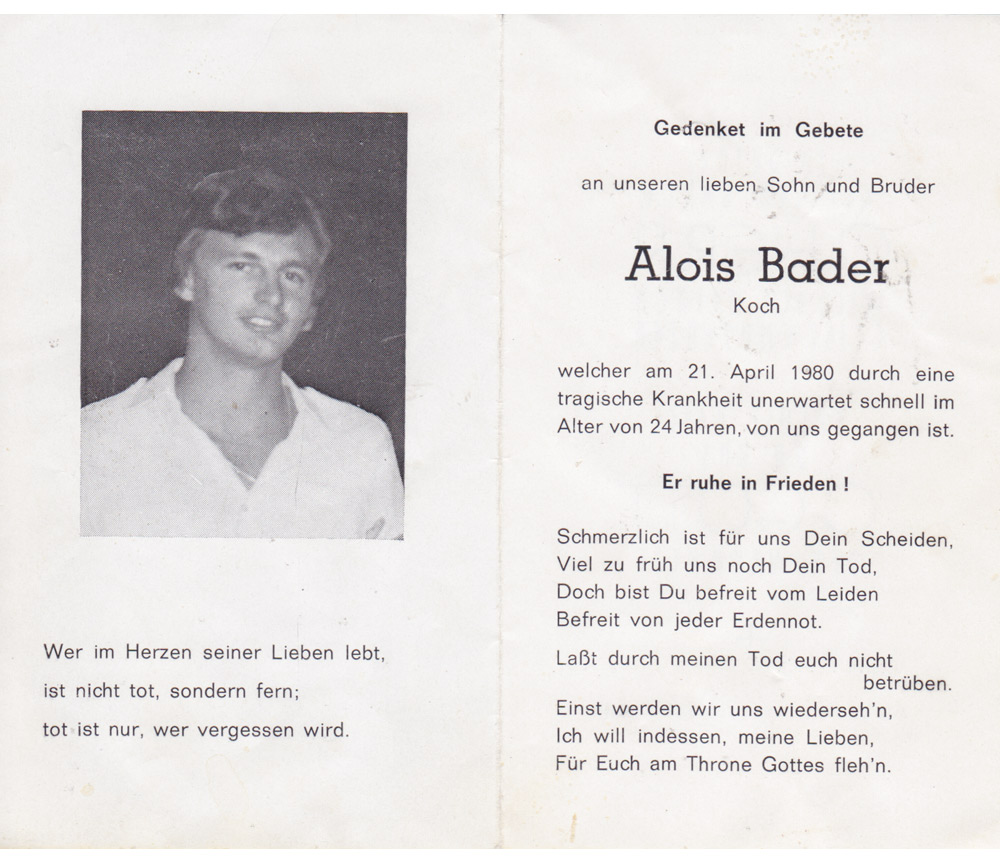 Wer im Herzen seiner Lieben lebt,
ist nicht tot, sondern fern;
tot ist nur, wer vergessen wird.
Gedenket im Gebete
an unseren lieben Sohn und Bruder
Alois Bader
Koch
welcher am 21. April 1980 durch eine
tragische Krankheit unerwartet schnell im
Alter von 24 Jahren, von uns gegangen ist.
Er ruhe in Frieden !
Schmerzlich ist für uns Dein Scheiden,
Viel zu früh uns noch Dein Tod,
Doch bist Du befreit vom Leiden
Befreit von jeder Erdennot.
Laßt durch meinen Tod euch nicht
betrüben.
Einst werden wir uns wiederseh'n,
Ich will indessen, meine Lieben,
Für Euch am Throne Gottes fleh'n.